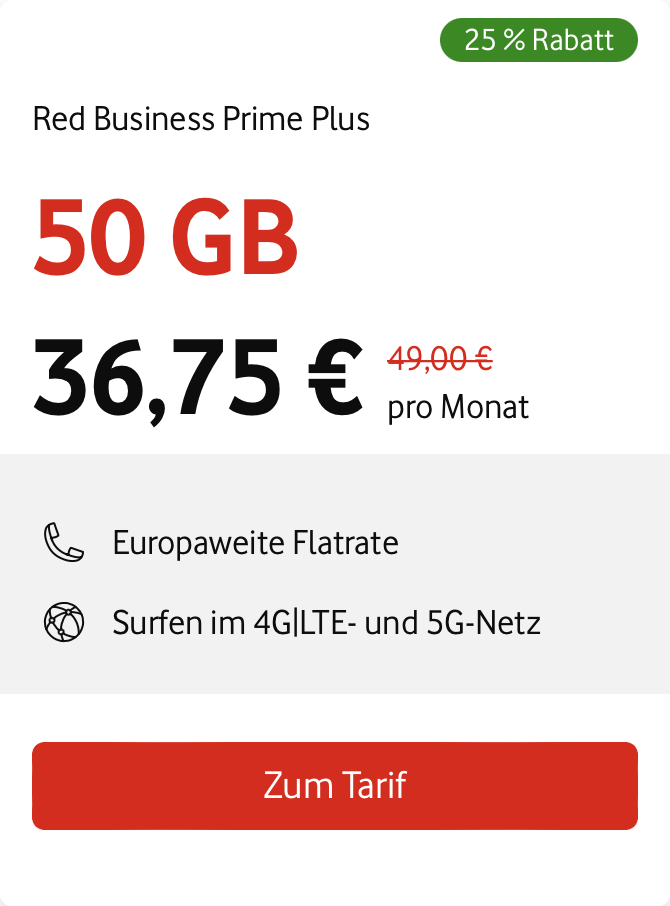 25 % Rabatt
Red Business Prime Plus
50 GB
36,75 € 49,00 €
pro Monat
Europaweite Flatrate
Surfen im 4G|LTE- und 5G-Netz
Zum Tarif